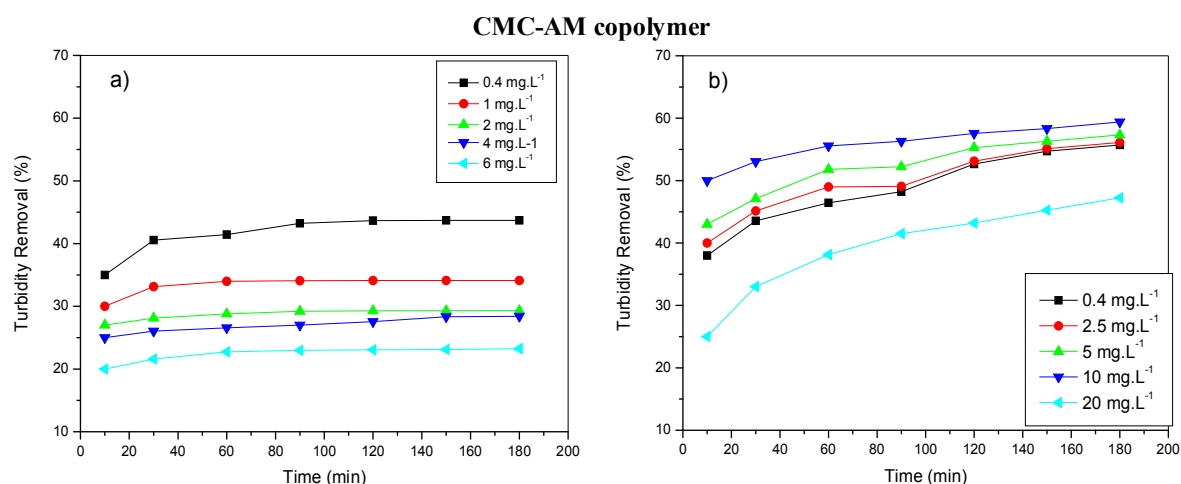 CMC-AM copolymer
a)
0.4 mg.L⁻¹
1 mg.L⁻¹
2 mg.L⁻¹
4 mg.L-1
6 mg.L⁻¹
Turbidity Removal (%)
70
60
50
40
30
20
10
0 20 40 60 80 100 120 140 160 180 200
Time (min)
b)
0.4 mg.L⁻¹
2.5 mg.L⁻¹
5 mg.L⁻¹
10 mg.L⁻¹
20 mg.L⁻¹
Turbidity Removal (%)
70
60
50
40
30
20
10
0 20 40 60 80 100 120 140 160 180 200
Time (min)